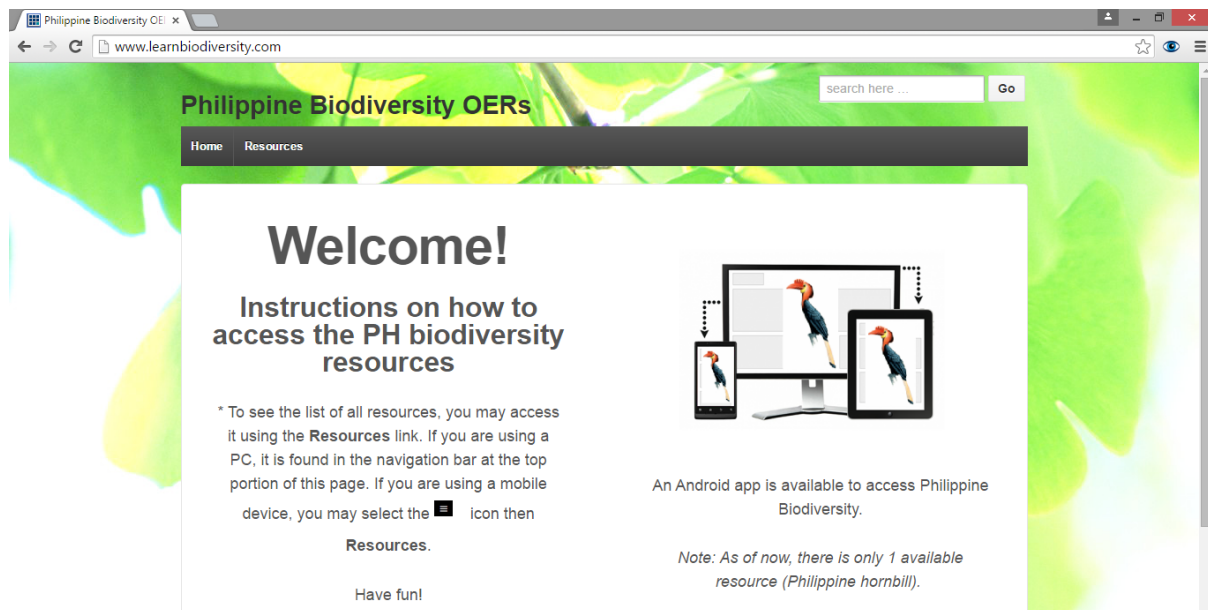 Philippine Biodiversity OEI
www.learnbiodiversity.com
Philippine Biodiversity OERs
search here ...
Go
Home Resources
Welcome!
Instructions on how to
access the PH biodiversity
resources
* To see the list of all resources, you may access
it using the Resources link. If you are using a
PC, it is found in the navigation bar at the top
portion of this page. If you are using a mobile
device, you may select the icon then
Resources.
Have fun!
An Android app is available to access Philippine
Biodiversity.
Note: As of now, there is only 1 available
resource (Philippine hornbill).